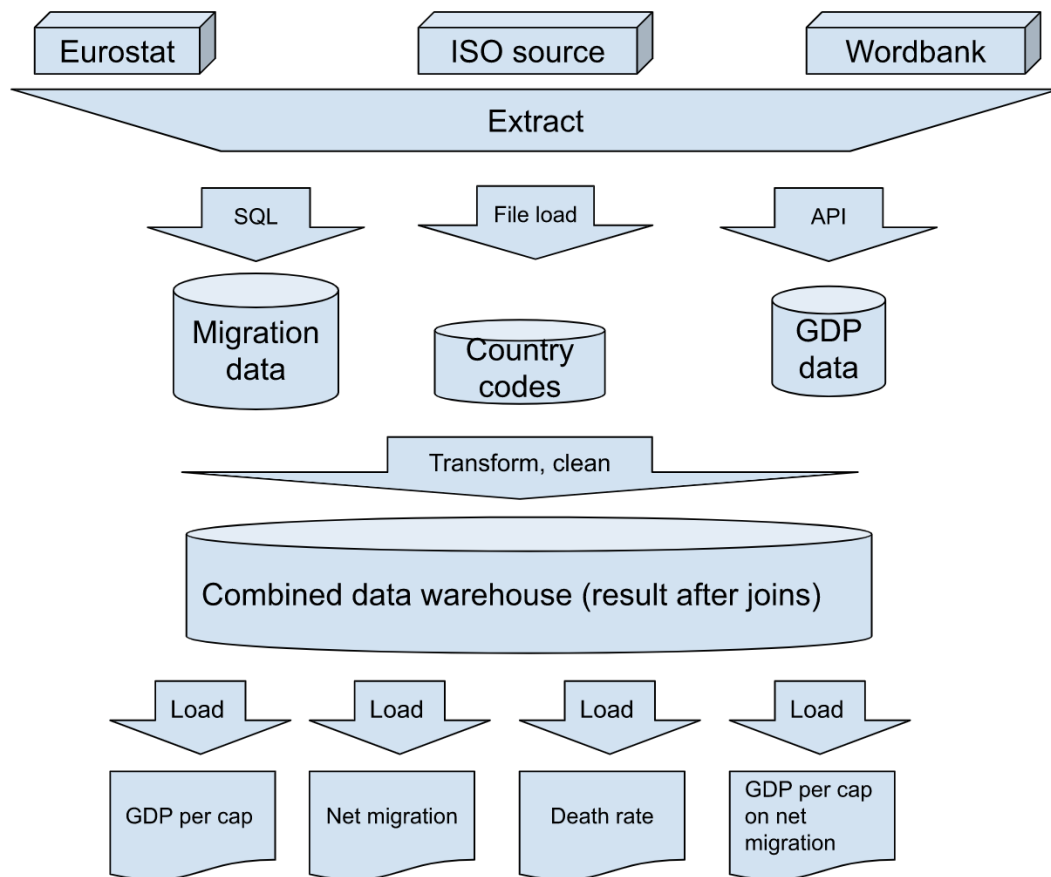 Eurostat
ISO source
Wordbank
Extract
SQL
File load
API
Migration
data
Country
codes
GDP
data
Transform, clean
Combined data warehouse (result after joins)
Load
Load
Load
Load
GDP per cap
Net migration
Death rate
GDP per cap
on net
migration